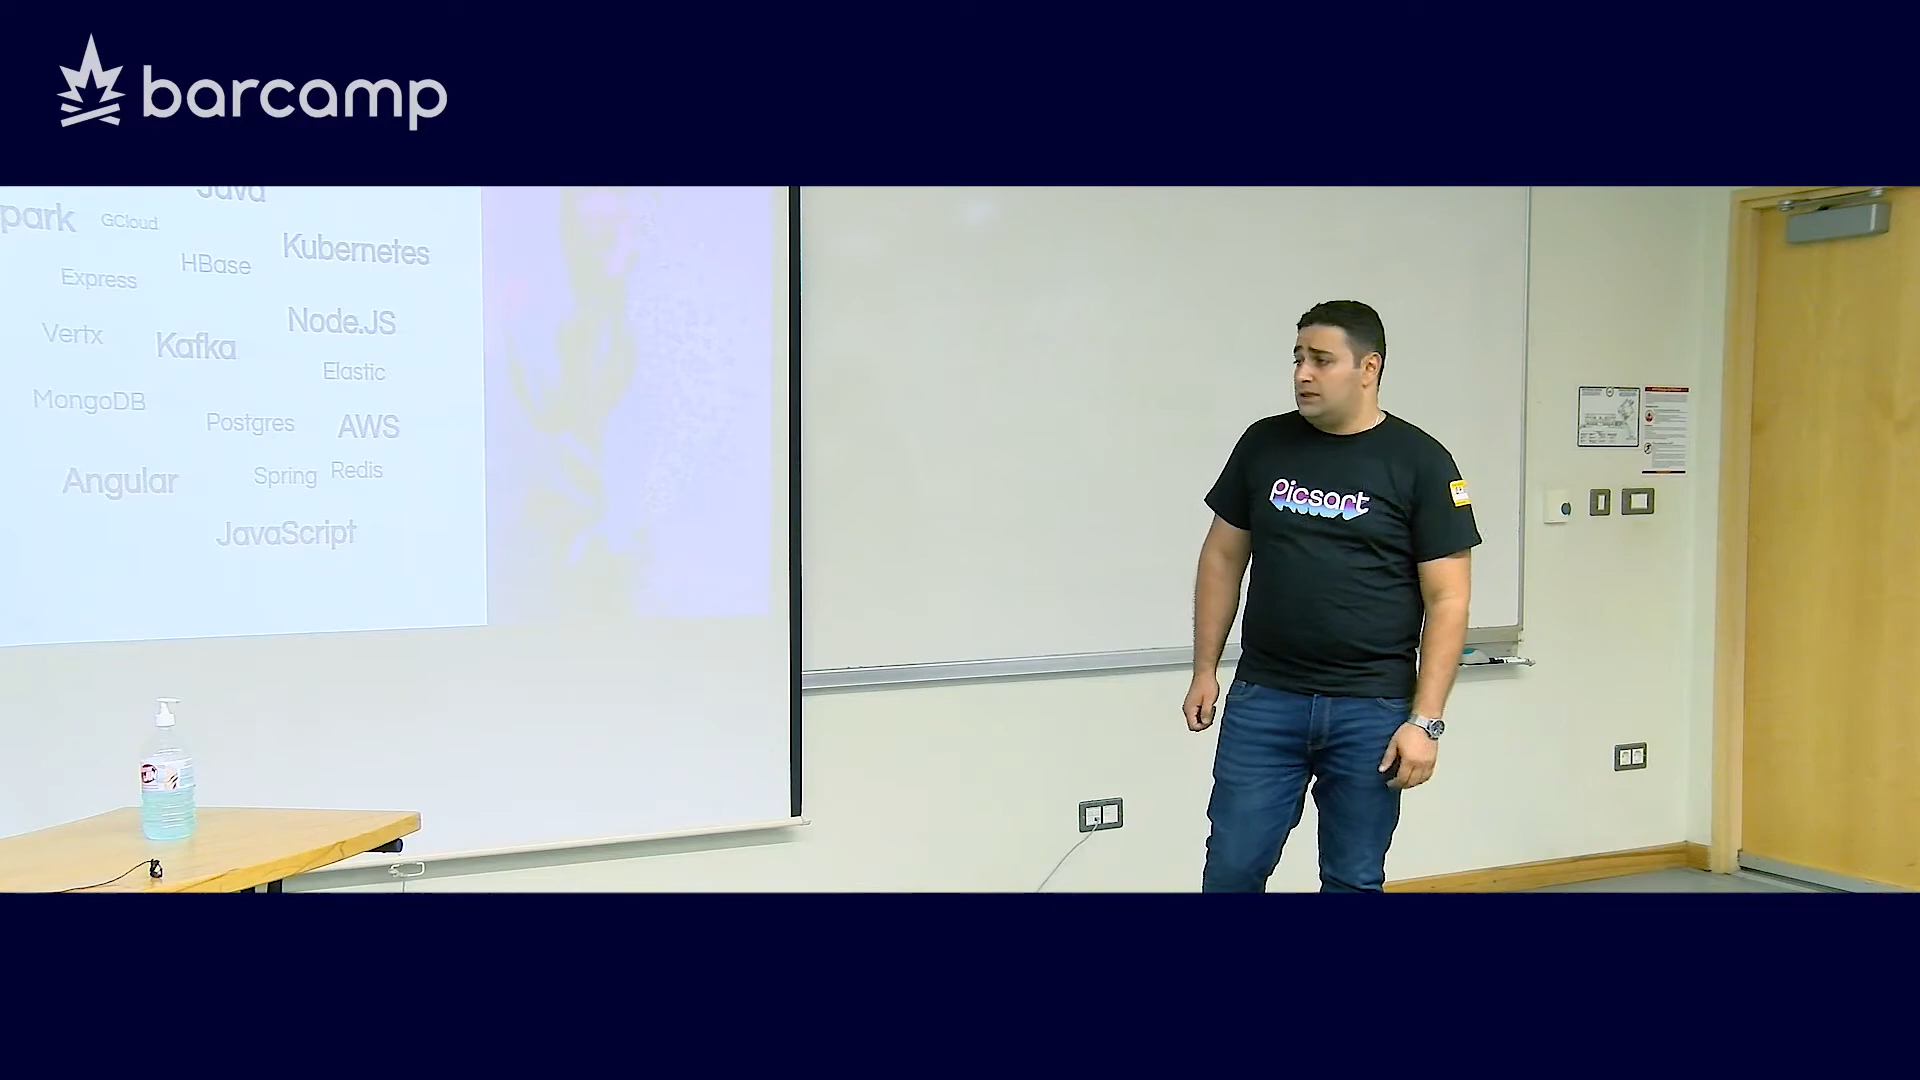 barcamp
Java
park GCloud
Kubernetes
HBase
Express
Node.JS
Vertx
Kafka
Elastic
MongoDB
Postgres
AWS
Angular
Spring
Redis
JavaScript
picsart